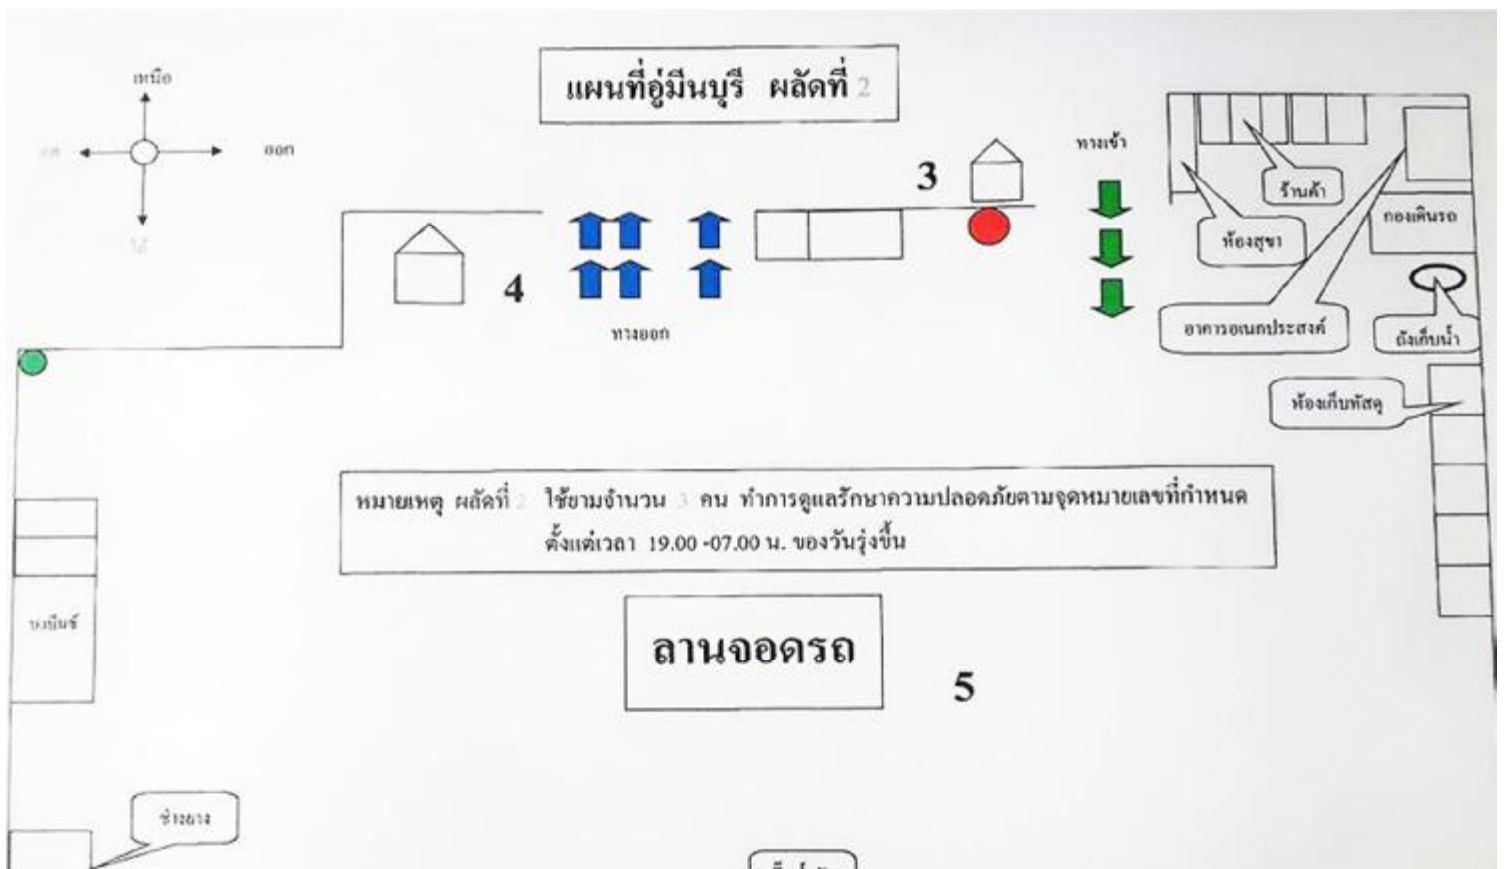 แผนที่อู่มีนบุรี ผลัดที่ 2
เหนือ
ออก
ใต้
3
ทางเข้า
ร้านค้า
กองเดินรถ
ห้องสุขา
4
ทางออก
อาคารอเนกประสงค์
ถังเก็บน้ำ
ห้องเก็บพัสดุ
หมายเหตุ ผลัดที่ 2 ใช้ยามจำนวน 3 คน ทำการดูแลรักษาความปลอดภัยตามจุดหมายเลขที่กำหนด
ตั้งแต่เวลา 19.00 -07.00 น. ของวันรุ่งขึ้น
ลานจอดรถ
5
ช่างยาง